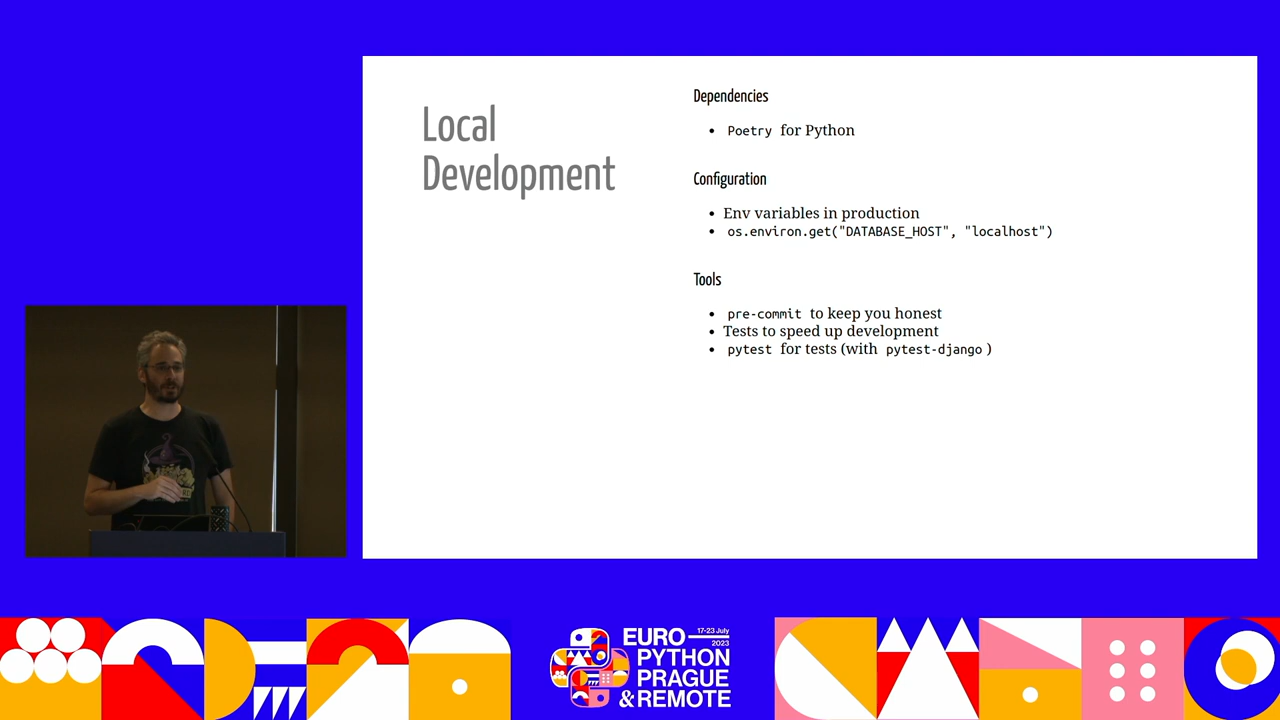 Local
Development
Dependencies
• Poetry for Python
Configuration
• Env variables in production
• os.environ.get("DATABASE_HOST", "localhost")
Tools
• pre-commit to keep you honest
• Tests to speed up development
• pytest for tests (with pytest-django )
17-23 July
2023
EURO
PYTHON
PRAGUE
& REMOTE